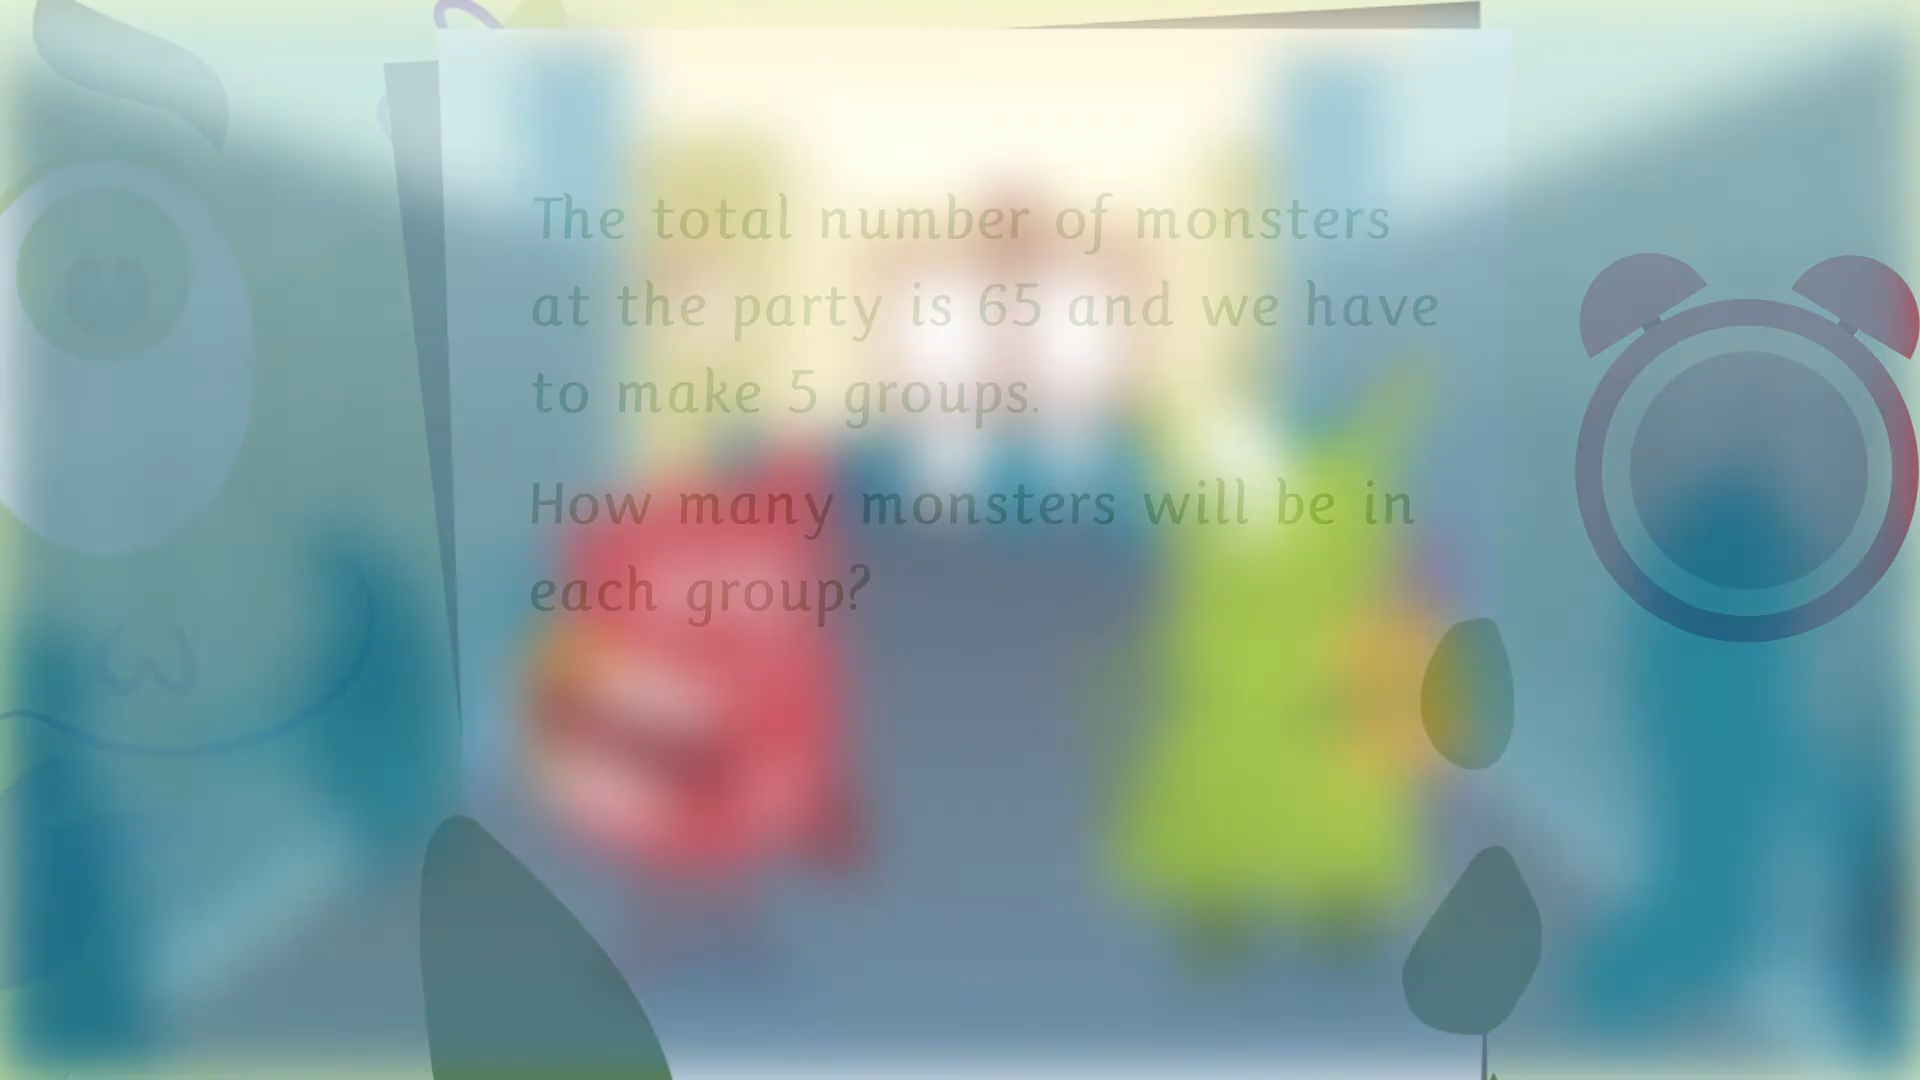 The total number of monsters
at the party is 65 and we have
to make 5 groups.
How many monsters will be in
each group?